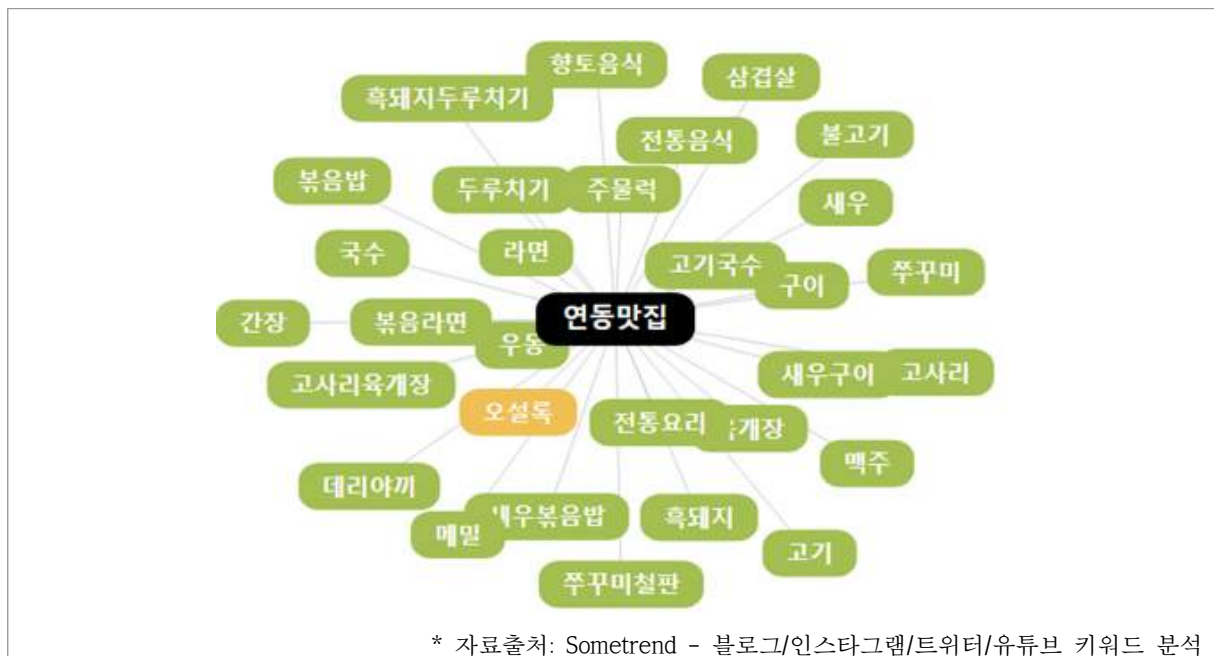 향토음식
삼겹살
흑돼지두루치기
전통음식
불고기
볶음밥
두루치기
주물럭
새우
국수
라면
고기국수
구이
쭈꾸미
간장
볶음라면
연동맛집
우동
고사리육개장
새우구이
고사리
오설록
전통요리
맥주
데리야끼
메밀
흑돼지
고기
쭈꾸미철판
* 자료출처: Sometrend - 블로그/인스타그램/트위터/유튜브 키워드 분석